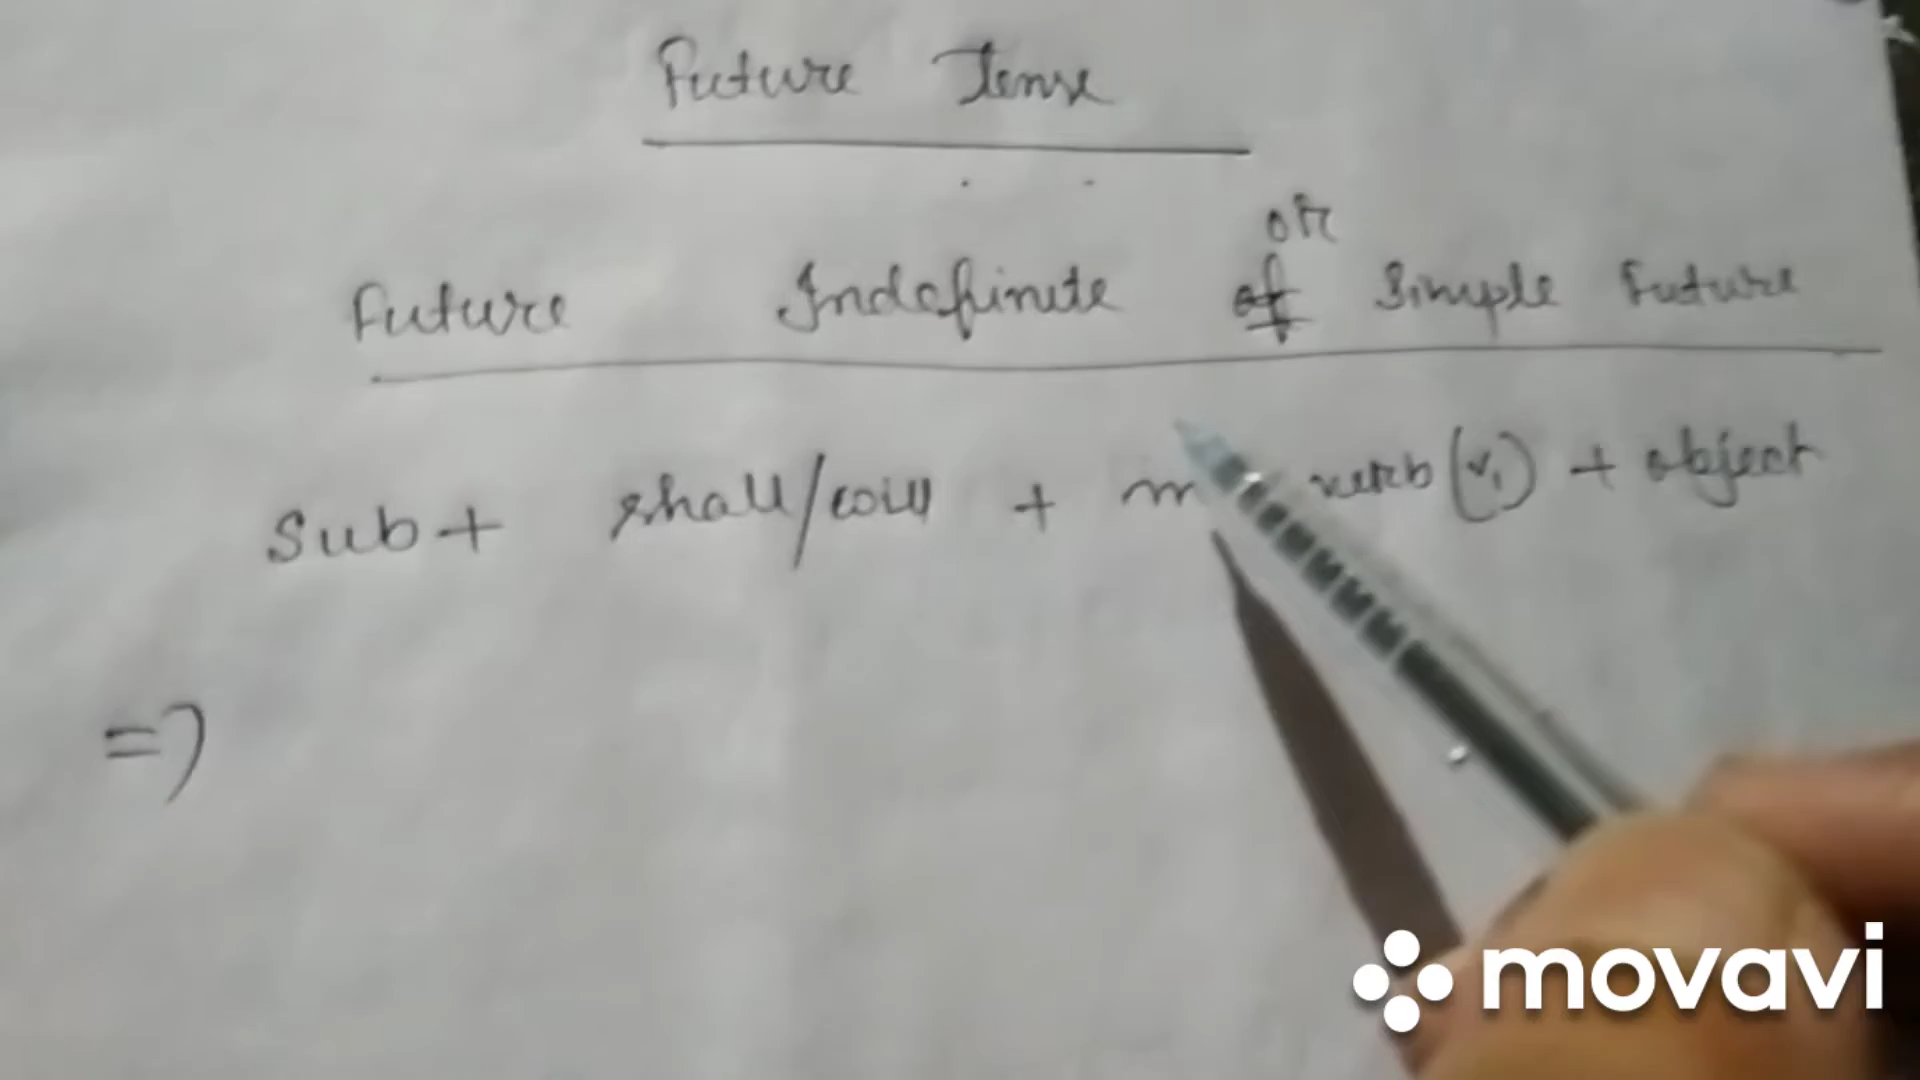 Future Tense
or
Future Indefinite of Simple Future
Sub + shall/will + verb (v1) + object
=>
movavi